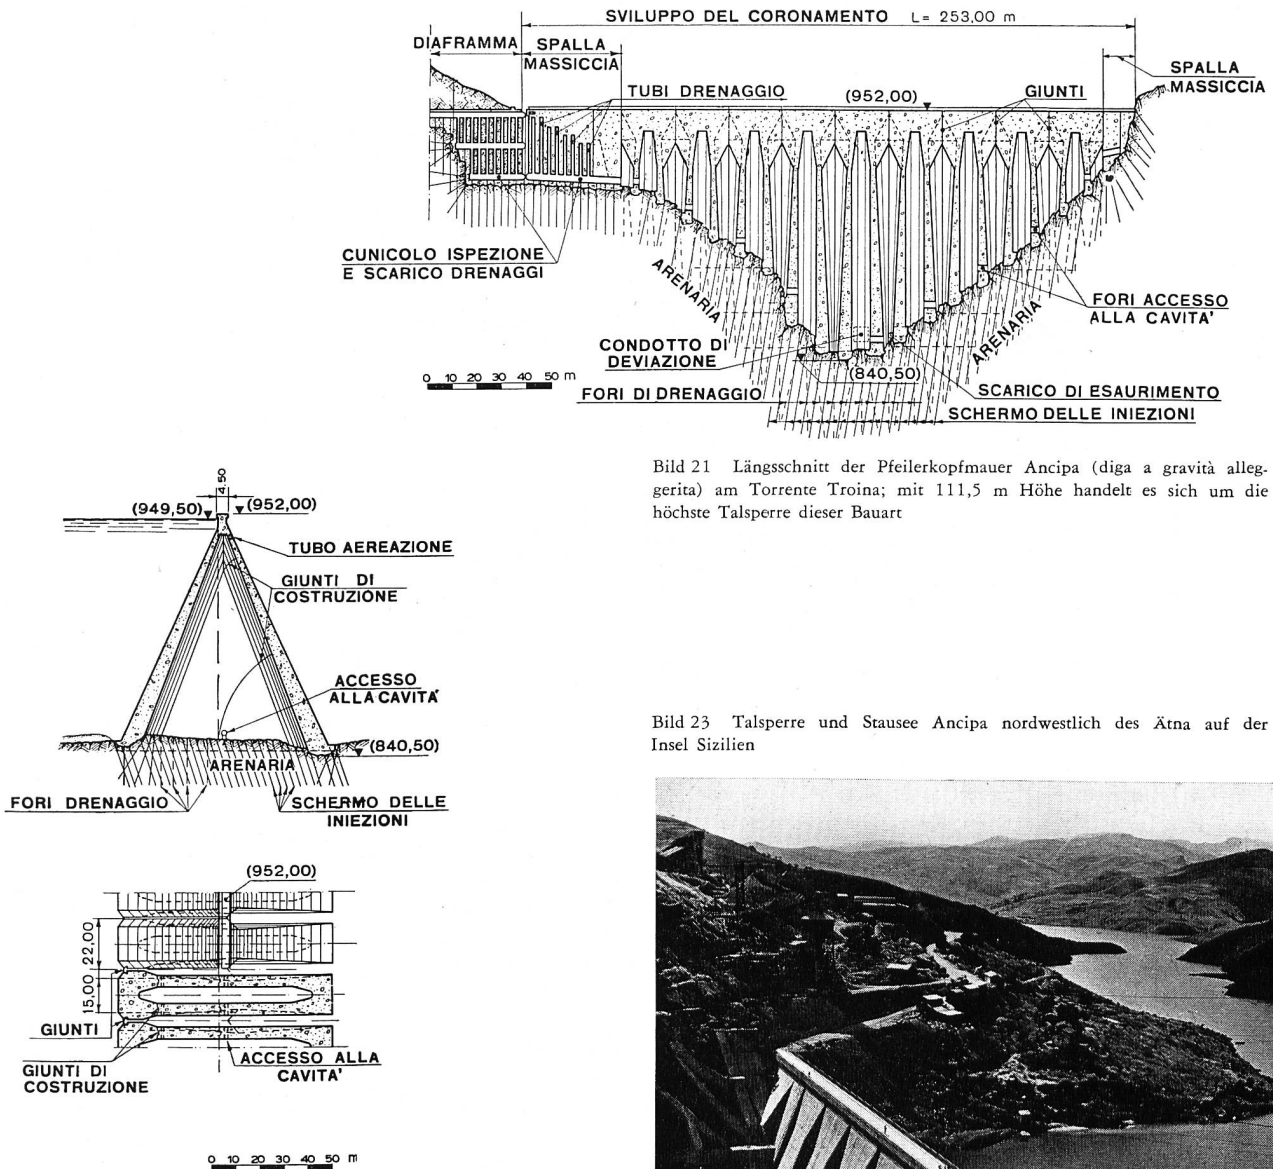 SVILUPPO DEL CORONAMENTO L= 253,00 m
DIAFRAMMA
SPALLA
MASSICCIA
SPALLA
MASSICCIA
TUBI DRENAGGIO
(952,00)
GIUNTI
CUNICOLO ISPEZIONE
E SCARICO DRENAGGI
ARENARIA
ARENARIA
FORI ACCESSO
ALLA CAVITA'
CONDOTTO DI
DEVIAZIONE
(840,50)
0 10 20 30 40 50 m
FORI DI DRENAGGIO
SCARICO DI ESAURIMENTO
SCHERMO DELLE INIEZIONI
Bild 21 Längsschnitt der Pfeilerkopfmauer Ancipa (diga a gravità alleg-
gerita) am Torrente Troina; mit 111,5 m Höhe handelt es sich um die
höchste Talsperre dieser Bauart
4.50
(949,50)
(952,00)
TUBO AEREAZIONE
GIUNTI DI
COSTRUZIONE
ACCESSO
ALLA CAVITA'
(840,50)
ARENARIA
FORI DRENAGGIO
SCHERMO DELLE
INIEZIONI
Bild 23 Talsperre und Stausee Ancipa nordwestlich des Ätna auf der
Insel Sizilien
(952,00)
22,00
15,00
GIUNTI
GIUNTI DI
COSTRUZIONE
ACCESSO ALLA
CAVITA'
0 10 20 30 40 50 m